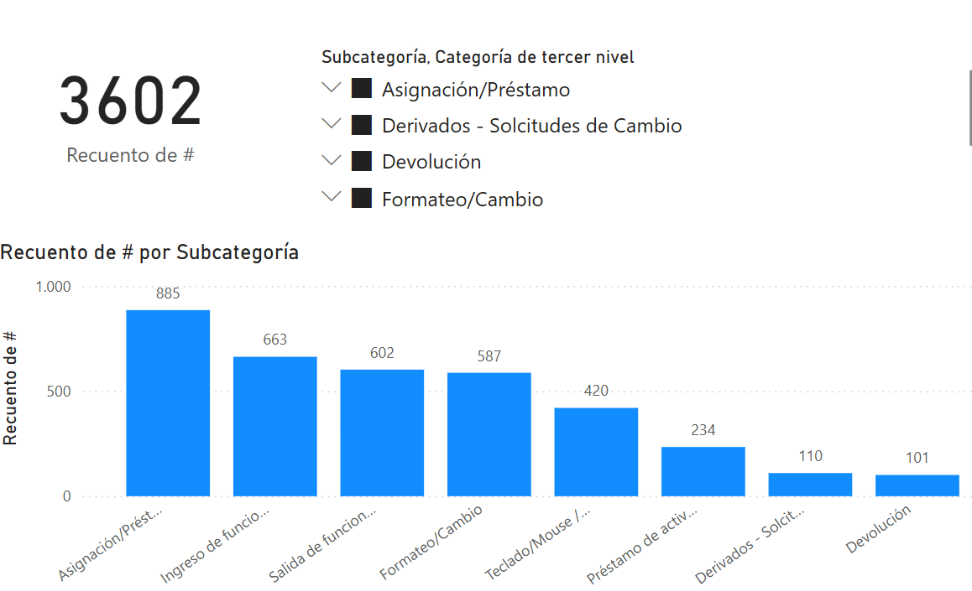 3602
Recuento de #
Subcategoría, Categoría de tercer nivel
Asignación/Préstamo
Derivados - Solcitudes de Cambio
Devolución
Formateo/Cambio
Recuento de # por Subcategoría
Recuento de #
1.000
500
0
885
663
602
587
420
234
110
101
Asignación/Prést...
Ingreso de funcio...
Salida de funcion...
Formateo/Cambio
Teclado/Mouse /...
Préstamo de activ...
Derivados - Solcit...
Devolución